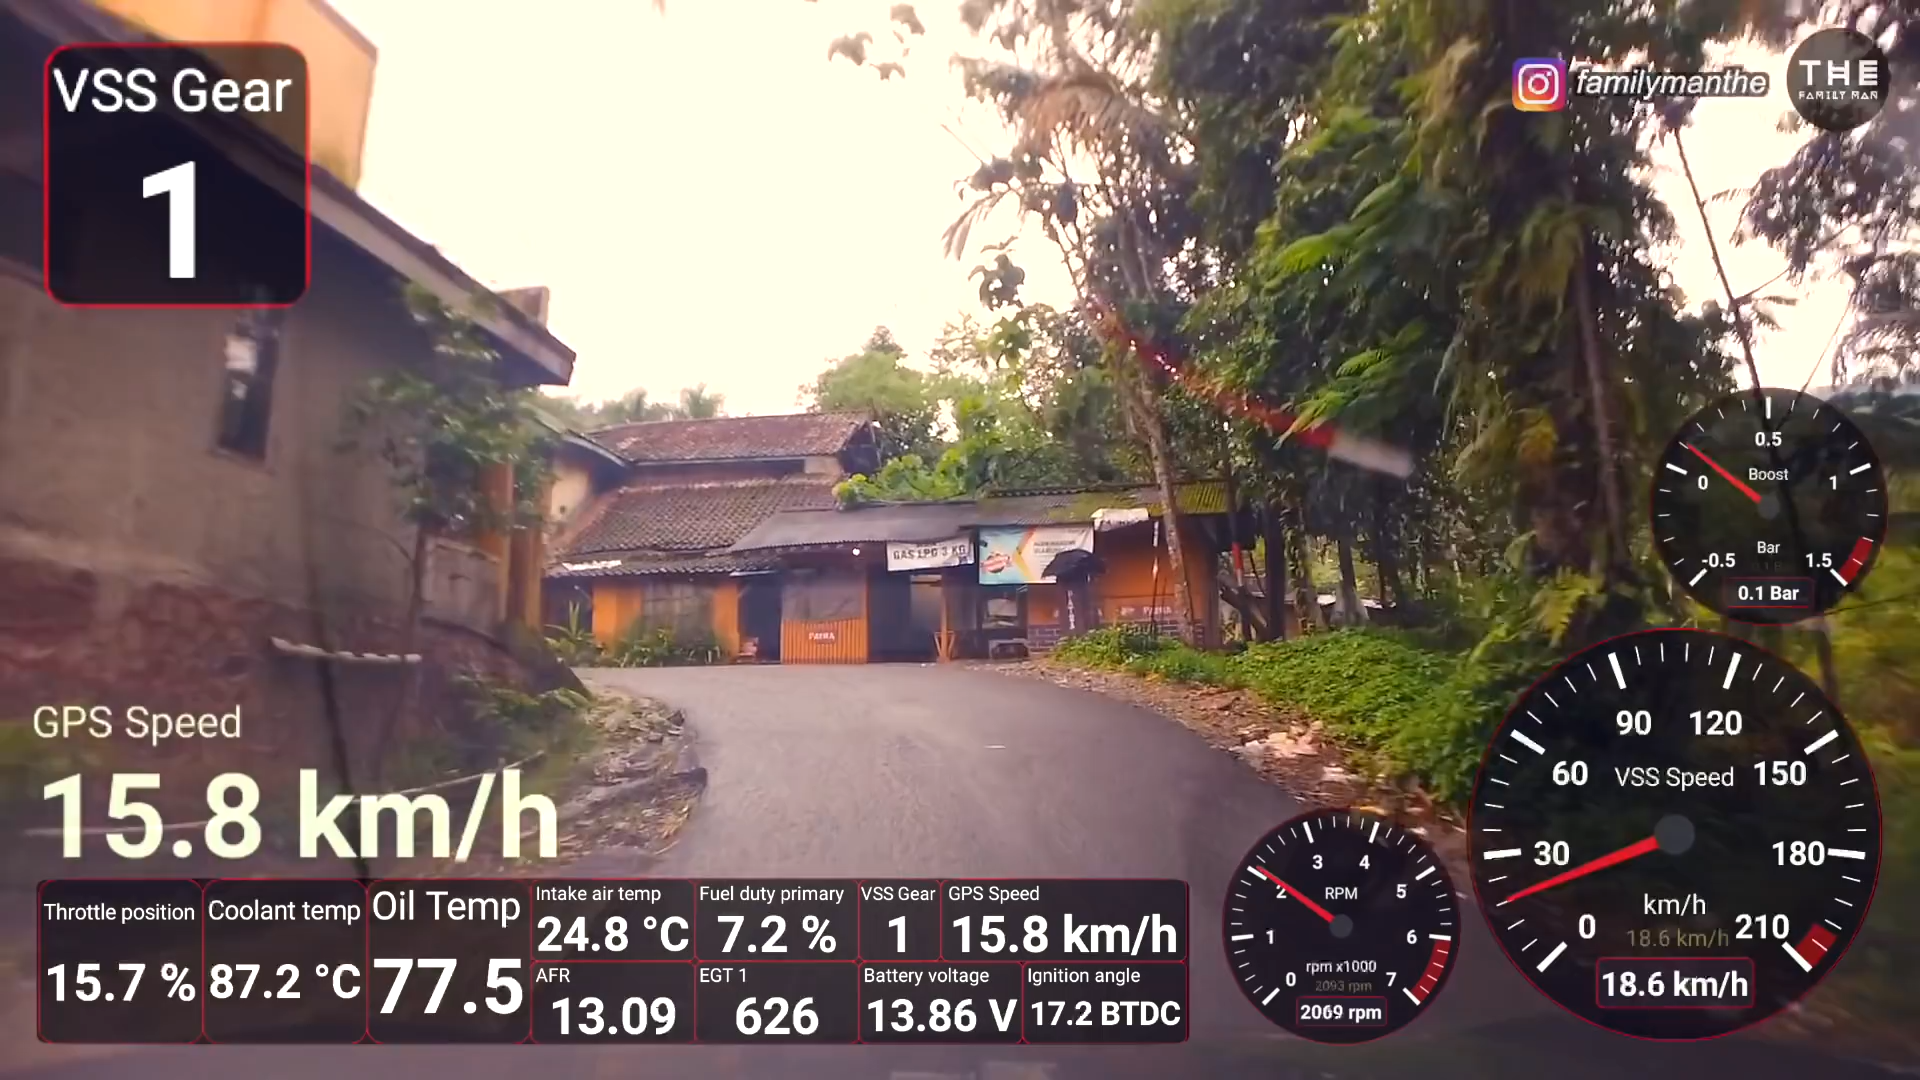 VSS Gear
1
familymanthe
THE
FAMILY MAN
GAS LPG 3 KG
PATRA
PATRA
0.5
Boost
0
1
Bar
-0.5
1.5
0.1 Bar
GPS Speed
15.8 km/h
90
120
60
VSS Speed
150
30
180
km/h
0
18.6 km/h
210
18.6 km/h
3
4
2
RPM
5
1
6
rpm x1000
0
2093 rpm
7
2069 rpm
Throttle position
15.7 %
Coolant temp
87.2 °C
Oil Temp
77.5
Intake air temp
24.8 °C
Fuel duty primary
7.2 %
VSS Gear
1
GPS Speed
15.8 km/h
AFR
13.09
EGT 1
626
Battery voltage
13.86 V
Ignition angle
17.2 BTDC